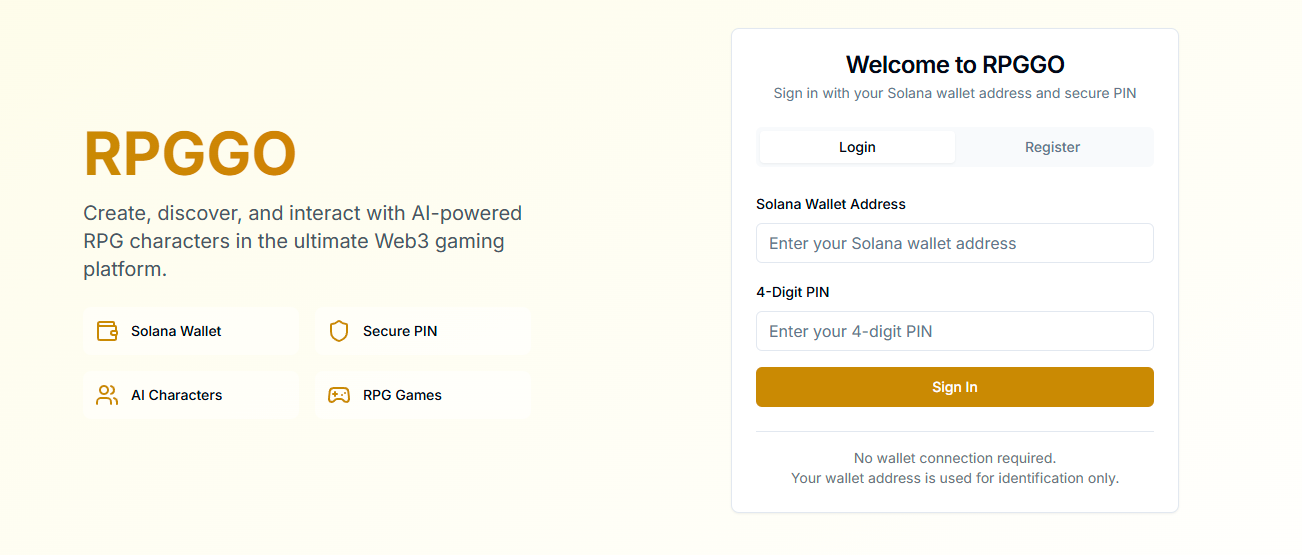 RPGGO
Create, discover, and interact with AI-powered
RPG characters in the ultimate Web3 gaming
platform.
Solana Wallet
Secure PIN
AI Characters
RPG Games
Welcome to RPGGO
Sign in with your Solana wallet address and secure PIN
Login
Register
Solana Wallet Address
Enter your Solana wallet address
4-Digit PIN
Enter your 4-digit PIN
Sign In
No wallet connection required.
Your wallet address is used for identification only.